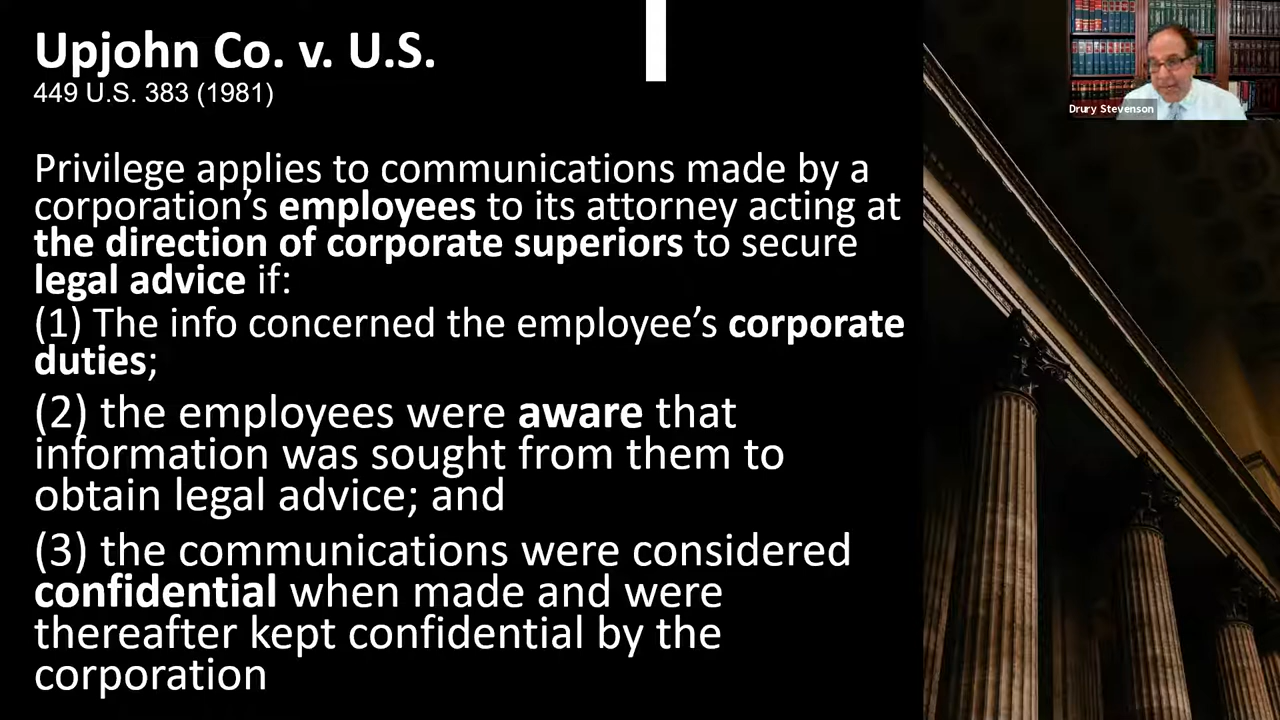 Upjohn Co. v. U.S.
449 U.S. 383 (1981)
Privilege applies to communications made by a
corporation’s employees to its attorney acting at
the direction of corporate superiors to secure
legal advice if:
(1) The info concerned the employee’s corporate
duties;
(2) the employees were aware that
information was sought from them to
obtain legal advice; and
(3) the communications were considered
confidential when made and were
thereafter kept confidential by the
corporation
Drury Stevenson